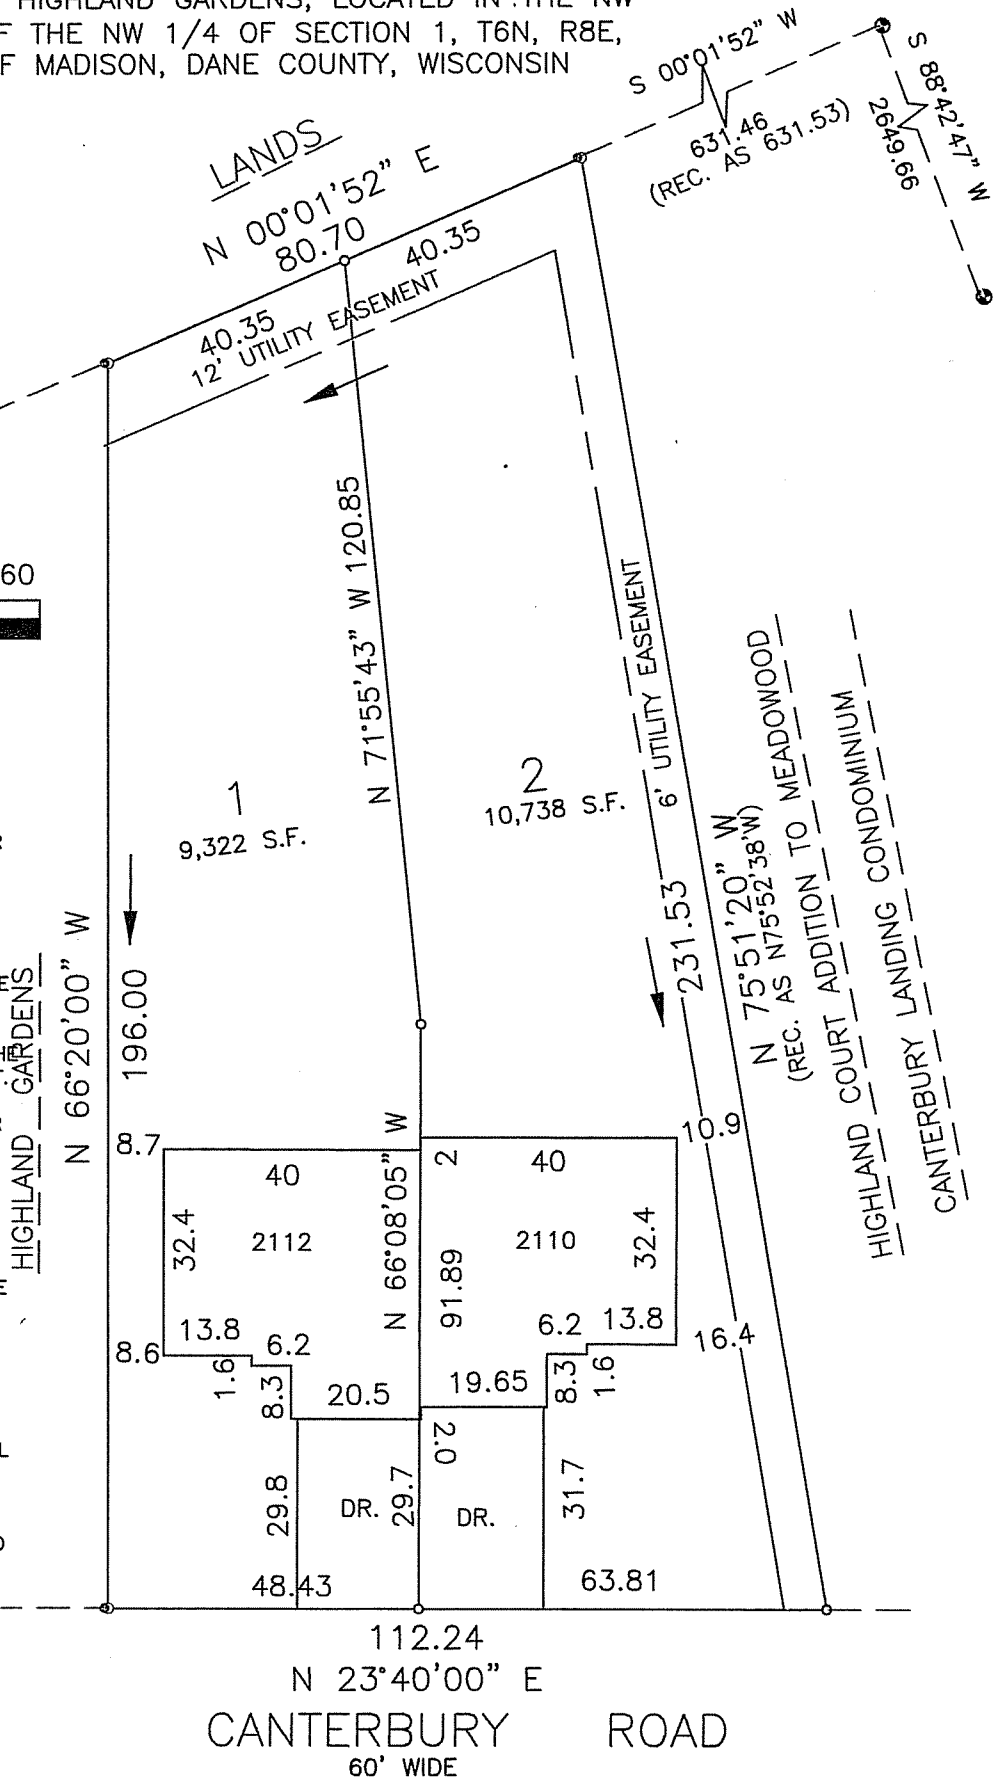 HIGHLAND GARDENS, LOCATED IN THE NW
F THE NW 1/4 OF SECTION 1, T6N, R8E,
F MADISON, DANE COUNTY, WISCONSIN
S 00°01'52" W
631.46
(REC. AS 631.53)
S 88°42'47" W
2649.66
LANDS
N 00°01'52" E
80.70
40.35
40.35
12' UTILITY EASEMENT
60
N 71°55'43" W 120.85
1
9,322 S.F.
2
10,738 S.F.
6' UTILITY EASEMENT
231.53
N 75°51'20" W
(REC. AS N75°52'38'W)
HIGHLAND COURT ADDITION TO MEADOWOOD
CANTERBURY LANDING CONDOMINIUM
HIGHLAND GARDENS
N 66°20'00" W
196.00
8.7
40
32.4
2112
13.8
6.2
8.6
1.6
8.3
20.5
N 66°08'05" W
91.89
2
40
10.9
2110
32.4
6.2
13.8
16.4
19.65
8.3
1.6
2.0
29.8
DR.
29.7
DR.
31.7
48.43
63.81
112.24
N 23°40'00" E
CANTERBURY ROAD
60' WIDE